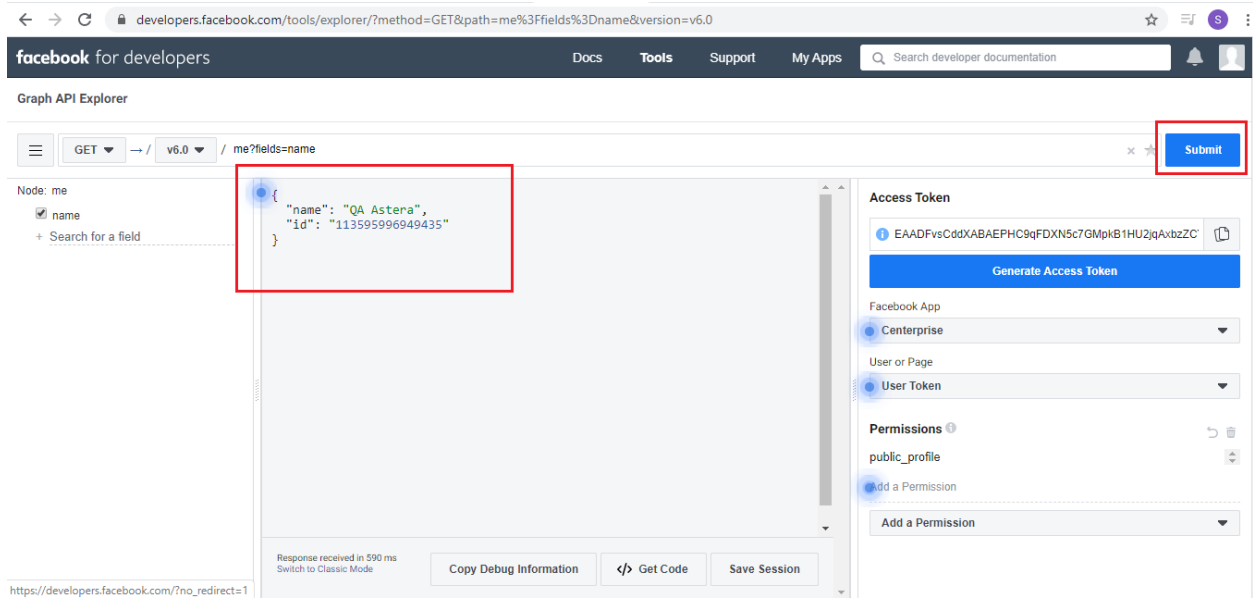 developers.facebook.com/tools/explorer/?method=GET&path=me%3Ffields%3Dname&version=v6.0
S
facebook for developers
Docs
Tools
Support
My Apps
Search developer documentation
Graph API Explorer
GET
→ /
v6.0
/ me?fields=name
Submit
Node: me
name
+ Search for a field
{
"name": "QA Astera",
"id": "113595996949435"
}
Access Token
EAADFvsCddXABAEPHC9qFDXN5c7GMpkB1HU2jqAxbzZC
Generate Access Token
Facebook App
Centerprise
User or Page
User Token
Permissions
public_profile
Add a Permission
Add a Permission
Response received in 590 ms
Switch to Classic Mode
Copy Debug Information
</> Get Code
Save Session
https://developers.facebook.com/?no_redirect=1